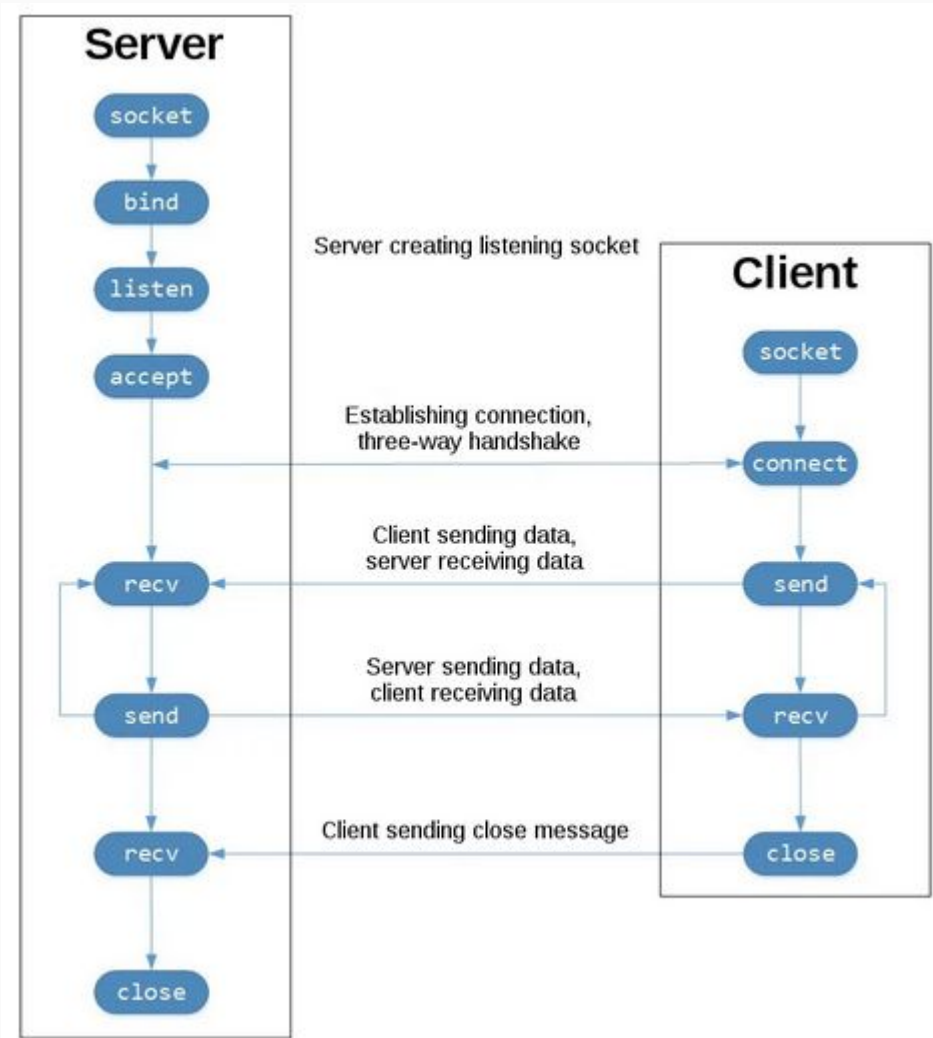 Server
socket
bind
Server creating listening socket
listen
Client
socket
accept
Establishing connection,
three-way handshake
connect
Client sending data,
server receiving data
recv
send
Server sending data,
client receiving data
send
recv
Client sending close message
recv
close
close